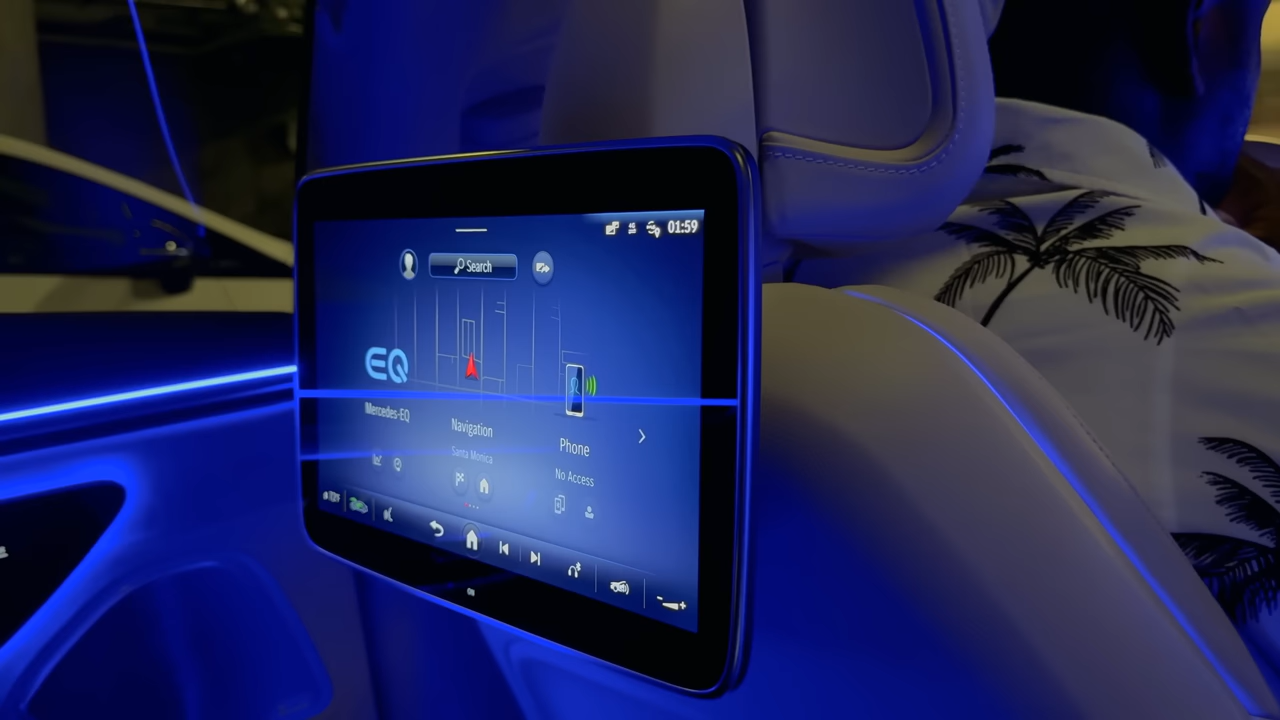 01:59
Search
EQ
Mercedes-EQ
Navigation
Santa Monica
Phone
No Access